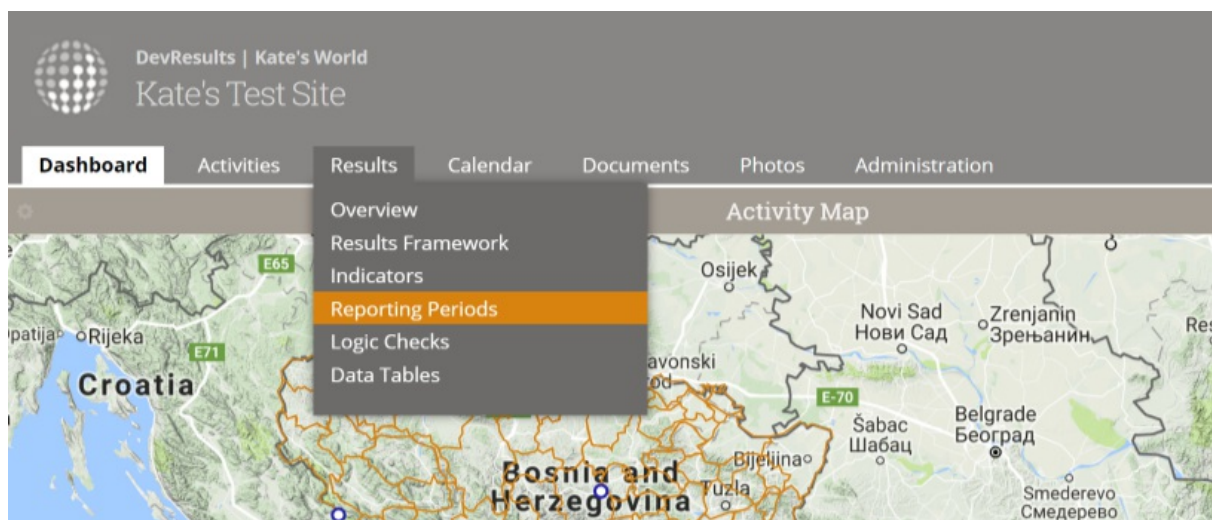 DevResults | Kate's World
Kate's Test Site
Dashboard Activities Results Calendar Documents Photos Administration
Overview
Results Framework
Indicators
Reporting Periods
Logic Checks
Data Tables
Activity Map
E65
Osijek
Rijeka
E71
Novi Sad
Нови Сад
Zrenjanin
Зрењанин
Croatia
E-70
Šabac
Шабац
Belgrade
Београд
Bosnia and
Herzegovina
Bijeljina
Tuzla
Smederevo
Смедерево